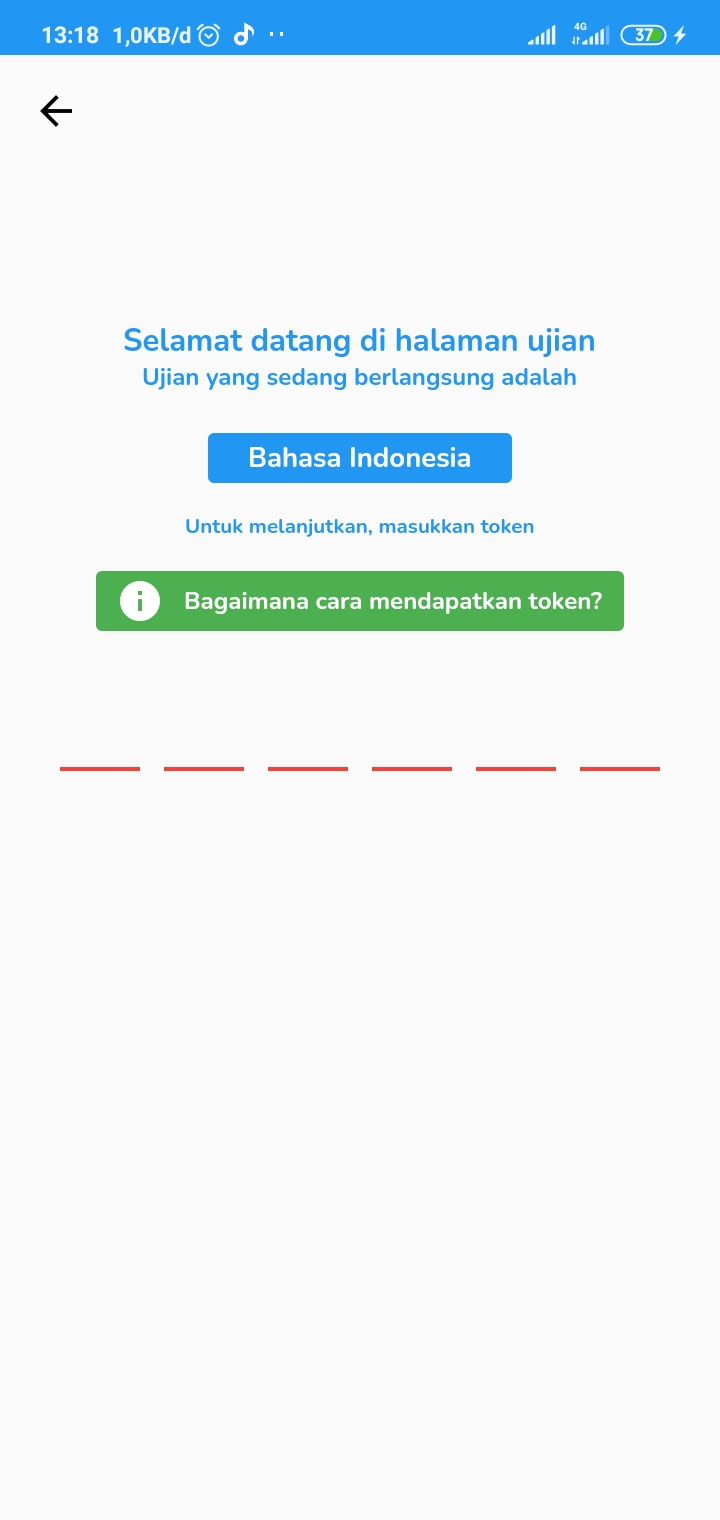 13:18 1,0KB/d
4G
37
Selamat datang di halaman ujian
Ujian yang sedang berlangsung adalah
Bahasa Indonesia
Untuk melanjutkan, masukkan token
Bagaimana cara mendapatkan token?